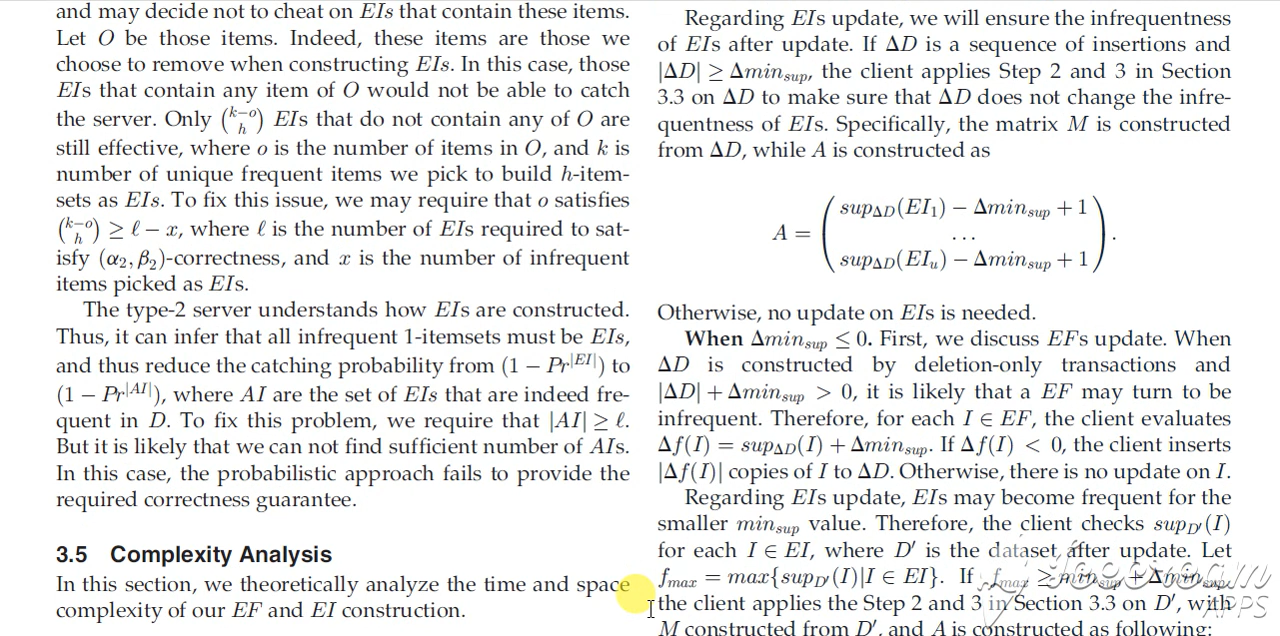 and may decide not to cheat on EIs that contain these items.
Let O be those items. Indeed, these items are those we
choose to remove when constructing EIs. In this case, those
EIs that contain any item of O would not be able to catch
the server. Only (k−o h) EIs that do not contain any of O are
still effective, where o is the number of items in O, and k is
number of unique frequent items we pick to build h-item-
sets as EIs. To fix this issue, we may require that o satisfies
(k−o h) ≥ ℓ − x, where ℓ is the number of EIs required to sat-
isfy (α₂, β₂)-correctness, and x is the number of infrequent
items picked as EIs.
The type-2 server understands how EIs are constructed.
Thus, it can infer that all infrequent 1-itemsets must be EIs,
and thus reduce the catching probability from (1 − Pr^|EI|) to
(1 − Pr^|AI|), where AI are the set of EIs that are indeed fre-
quent in D. To fix this problem, we require that |AI| ≥ ℓ.
But it is likely that we can not find sufficient number of AIs.
In this case, the probabilistic approach fails to provide the
required correctness guarantee.
3.5 Complexity Analysis
In this section, we theoretically analyze the time and space
complexity of our EF and EI construction.
Regarding EIs update, we will ensure the infrequentness
of EIs after update. If ΔD is a sequence of insertions and
|ΔD| ≥ Δmin_sup, the client applies Step 2 and 3 in Section
3.3 on ΔD to make sure that ΔD does not change the infre-
quentness of EIs. Specifically, the matrix M is constructed
from ΔD, while A is constructed as
sup_ΔD(EI₁) − Δmin_sup + 1
A = ( ... ).
sup_ΔD(EI_u) − Δmin_sup + 1
Otherwise, no update on EIs is needed.
When Δmin_sup ≤ 0. First, we discuss EFs update. When
ΔD is constructed by deletion-only transactions and
|ΔD| + Δmin_sup > 0, it is likely that a EF may turn to be
infrequent. Therefore, for each I ∈ EF, the client evaluates
Δf(I) = sup_ΔD(I) + Δmin_sup. If Δf(I) < 0, the client inserts
|Δf(I)| copies of I to ΔD. Otherwise, there is no update on I.
Regarding EIs update, EIs may become frequent for the
smaller min_sup value. Therefore, the client checks sup_D′(I)
for each I ∈ EI, where D′ is the dataset after update. Let
f_max = max{sup_D′(I)|I ∈ EI}. If f_max ≥ min_sup + Δmin_sup,
the client applies the Step 2 and 3 in Section 3.3 on D′, with
M constructed from D′, and A is constructed as following:
APPS